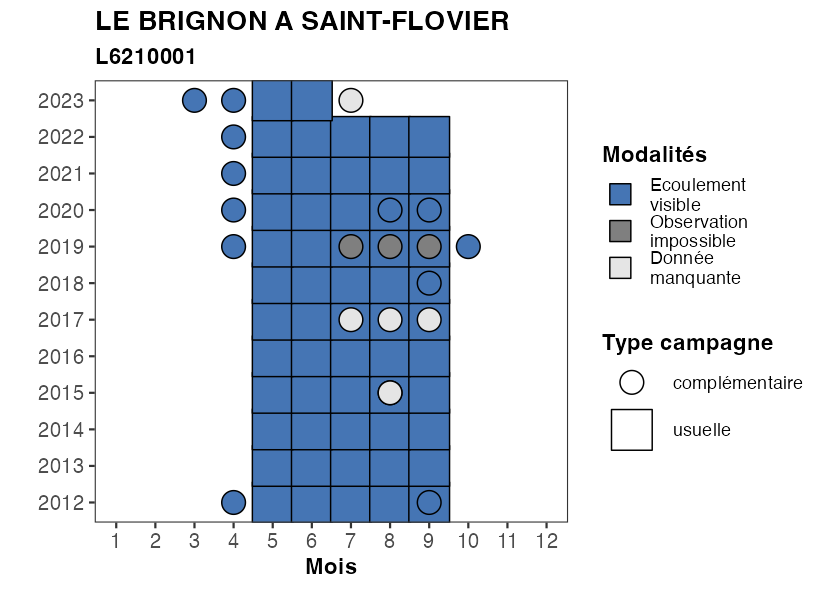 LE BRIGNON A SAINT-FLOVIER
L6210001
2023
2022
2021
2020
2019
2018
2017
2016
2015
2014
2013
2012
1 2 3 4 5 6 7 8 9 10 11 12
Mois
Modalités
Ecoulement
visible
Observation
impossible
Donnée
manquante
Type campagne
complémentaire
usuelle